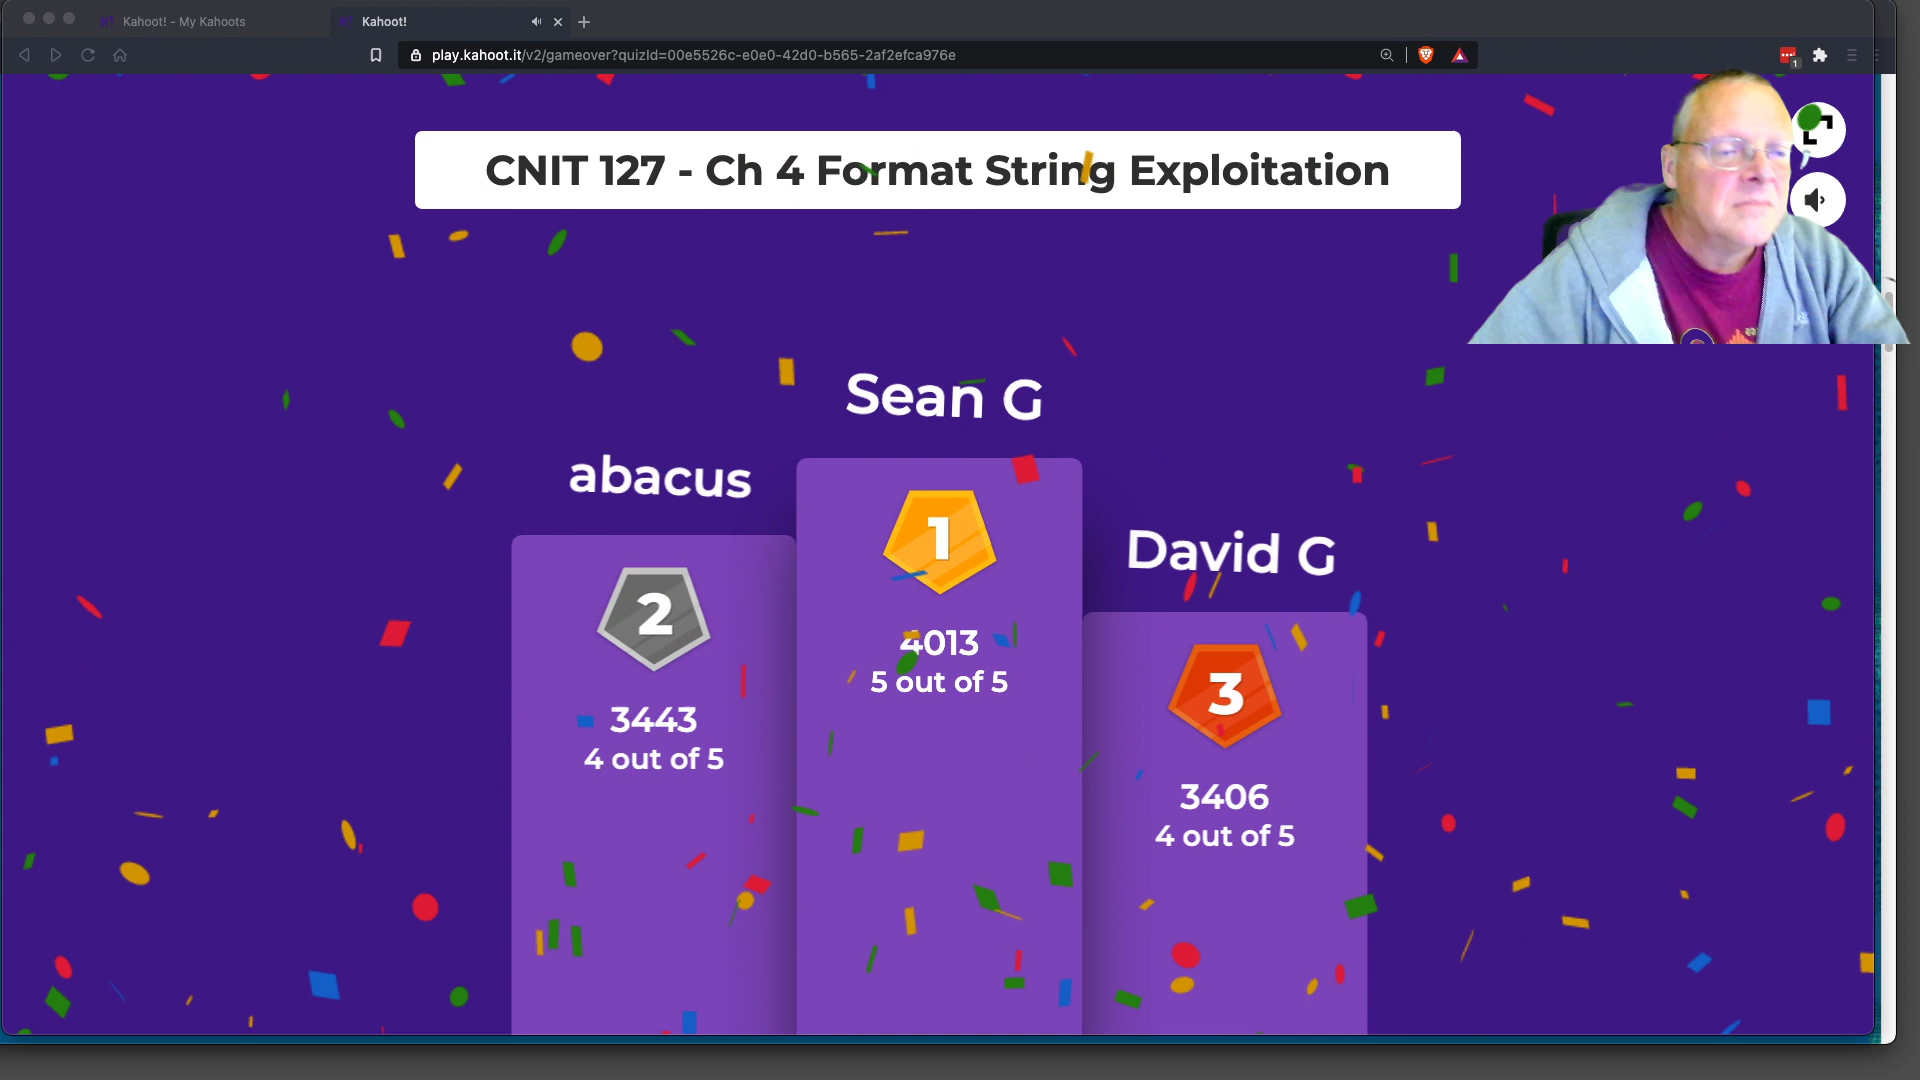 Kahoot! - My Kahoots
Kahoot!
play.kahoot.it/v2/gameover?quizId=00e5526c-e0e0-42d0-b565-2af2efca976e
1
CNIT 127 - Ch 4 Format String Exploitation
Sean G
abacus
1
David G
2
4013
5 out of 5
3
3443
4 out of 5
3406
4 out of 5